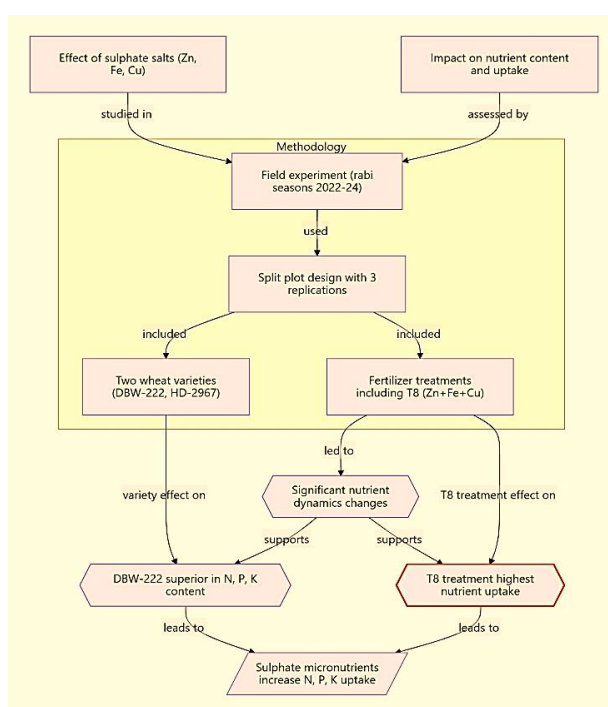 Effect of sulphate salts (Zn,
Fe, Cu)
Impact on nutrient content
and uptake
studied in
assessed by
Methodology
Field experiment (rabi
seasons 2022-24)
used
Split plot design with 3
replications
included
included
Two wheat varieties
(DBW-222, HD-2967)
Fertilizer treatments
including T8 (Zn+Fe+Cu)
led to
Significant nutrient
dynamics changes
variety effect on
T8 treatment effect on
supports
supports
DBW-222 superior in N, P, K
content
T8 treatment highest
nutrient uptake
leads to
leads to
Sulphate micronutrients
increase N, P, K uptake